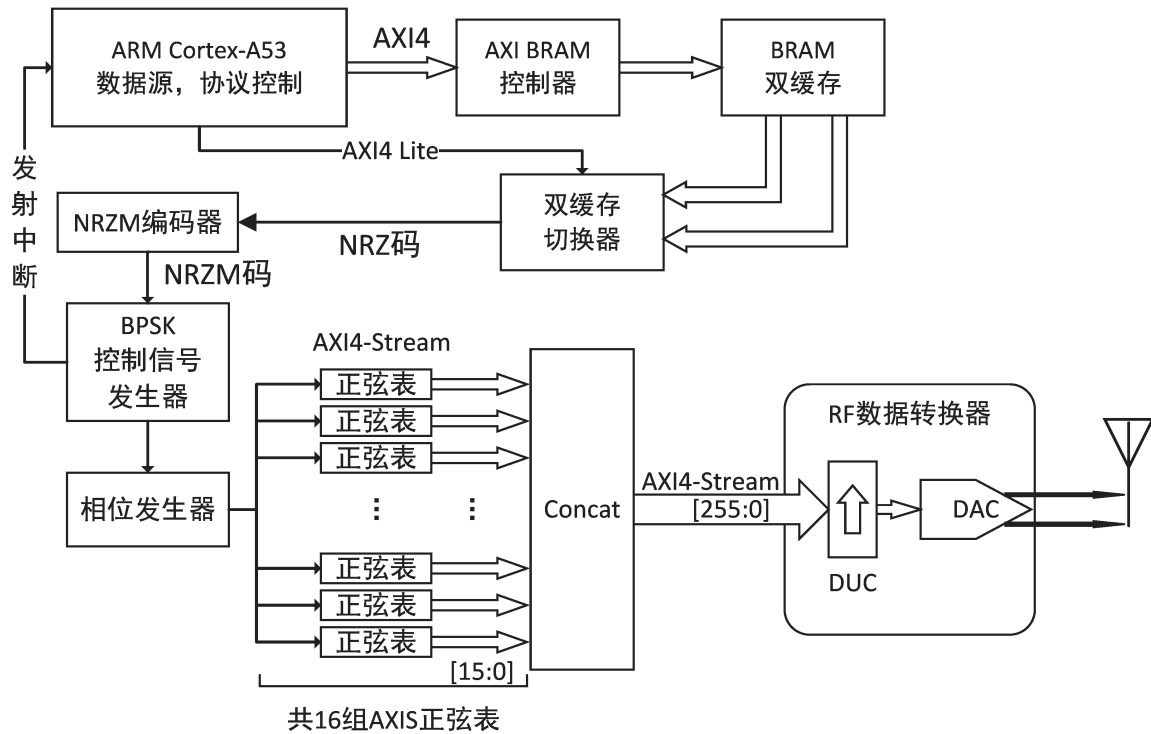 ARM Cortex-A53
数据源，协议控制
AXI4
AXI BRAM
控制器
BRAM
双缓存
AXI4 Lite
发射中断
NRZM编码器
NRZ码
双缓存
切换器
NRZM码
BPSK
控制信号
发生器
相位发生器
AXI4-Stream
正弦表
正弦表
正弦表
⋮ ⋮
正弦表
正弦表
正弦表
[15:0]
共16组AXIS正弦表
Concat
AXI4-Stream
[255:0]
RF数据转换器
DUC
DAC